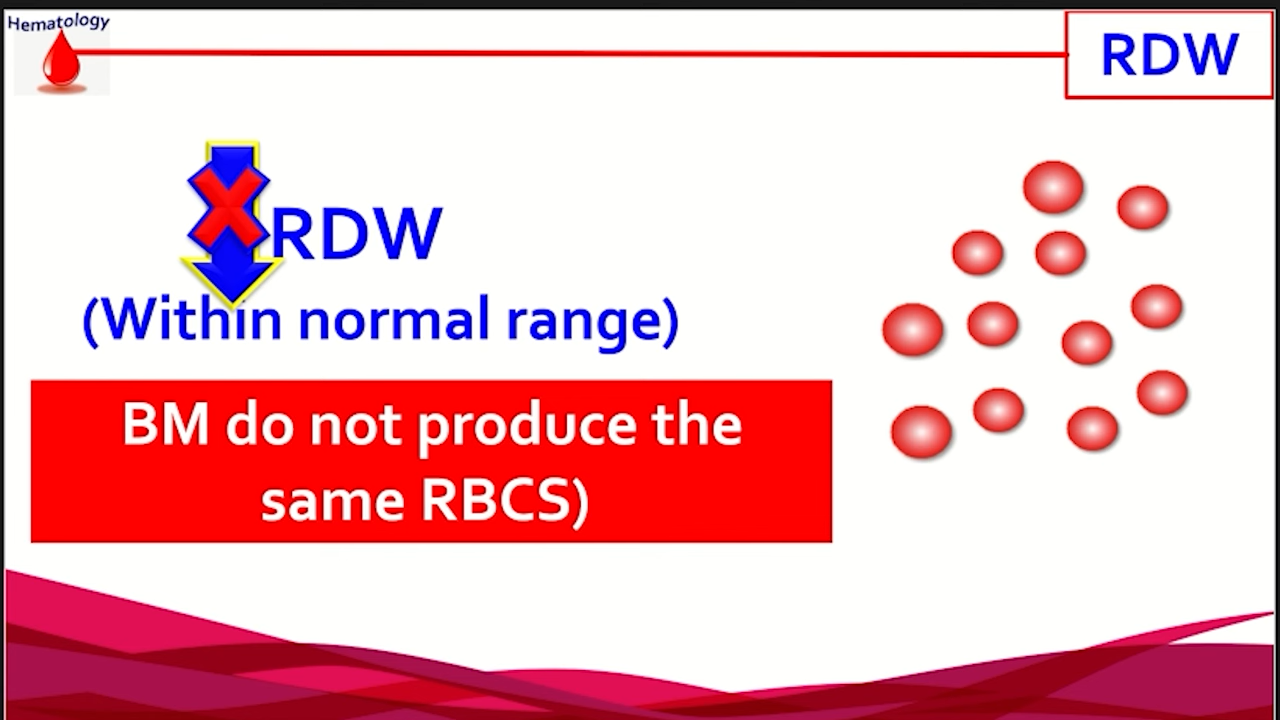 Hematology
RDW
RDW
(Within normal range)
BM do not produce the
same RBCS)